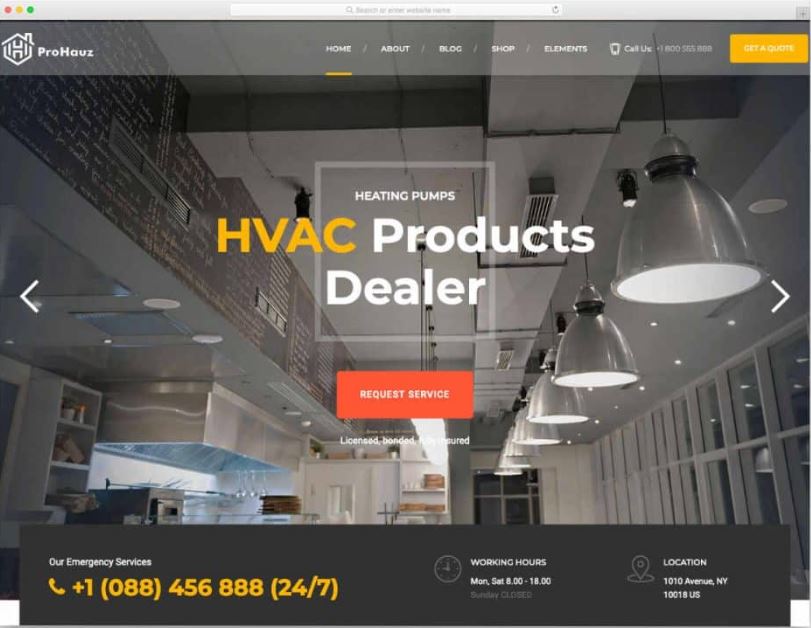 Search or enter website name
ProHauz
HOME / ABOUT / BLOG / SHOP / ELEMENTS
Call Us: +1 800 555 888
GET A QUOTE
HEATING PUMPS
HVAC Products
Dealer
REQUEST SERVICE
Licensed, bonded, fully insured
Our Emergency Services
+1 (088) 456 888 (24/7)
WORKING HOURS
Mon, Sat 8.00 - 18.00
Sunday CLOSED
LOCATION
1010 Avenue, NY
10018 US